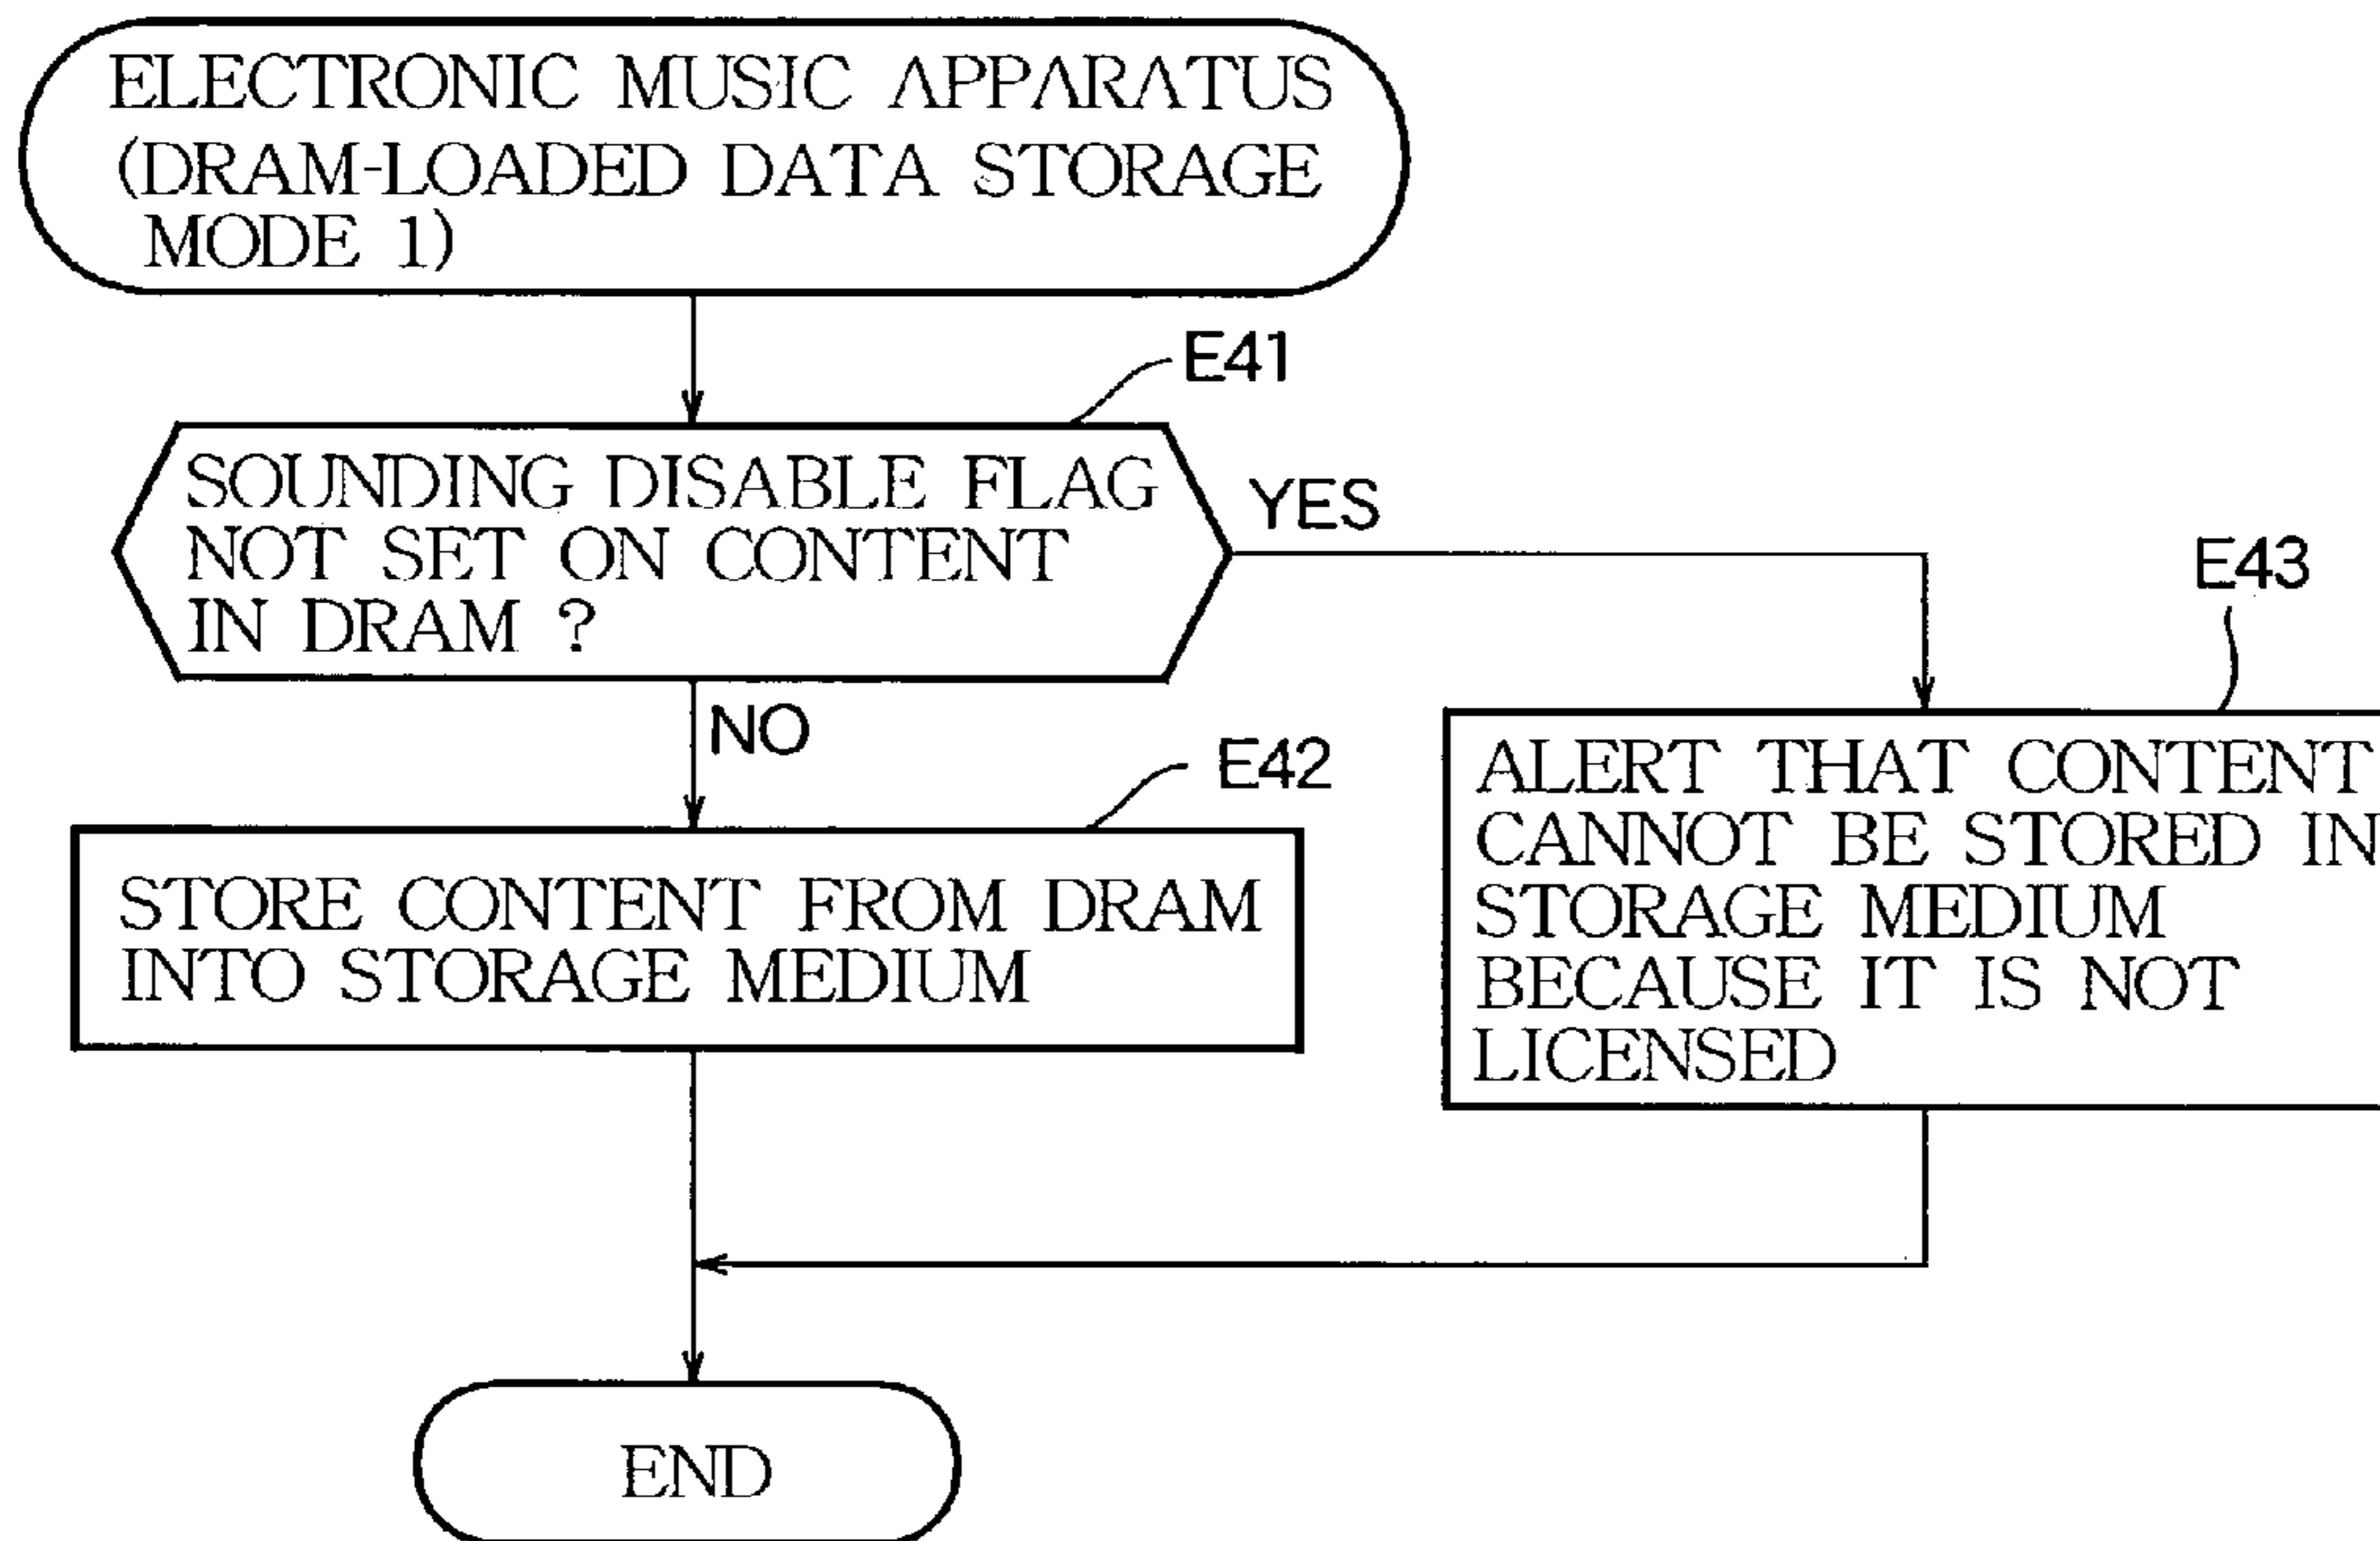 ELECTRONIC MUSIC APPARATUS
(DRAM-LOADED DATA STORAGE
MODE 1)
E41
SOUNDING DISABLE FLAG
NOT SET ON CONTENT
IN DRAM ?
YES
NO
E42
STORE CONTENT FROM DRAM
INTO STORAGE MEDIUM
E43
ALERT THAT CONTENT
CANNOT BE STORED IN
STORAGE MEDIUM
BECAUSE IT IS NOT
LICENSED
END